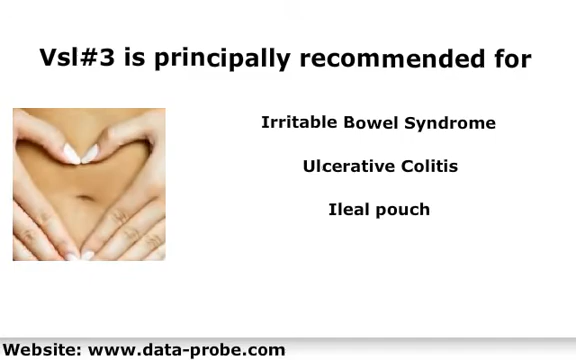 Vsl#3 is principally recommended for
Irritable Bowel Syndrome
Ulcerative Colitis
Ileal pouch
Website: www.data-probe.com